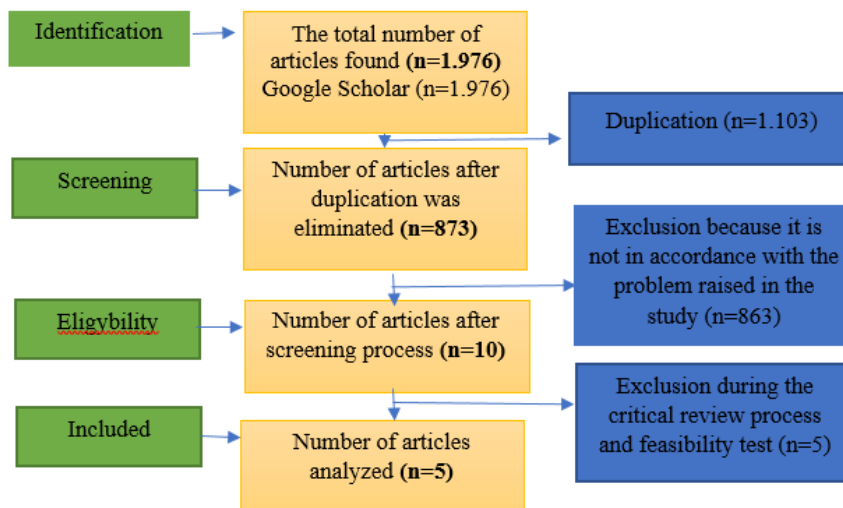 Identification
The total number of
articles found (n=1.976)
Google Scholar (n=1.976)
Duplication (n=1.103)
Screening
Number of articles after
duplication was
eliminated (n=873)
Exclusion because it is
not in accordance with the
problem raised in the
study (n=863)
Eligybility
Number of articles after
screening process (n=10)
Exclusion during the
critical review process
and feasibility test (n=5)
Included
Number of articles
analyzed (n=5)